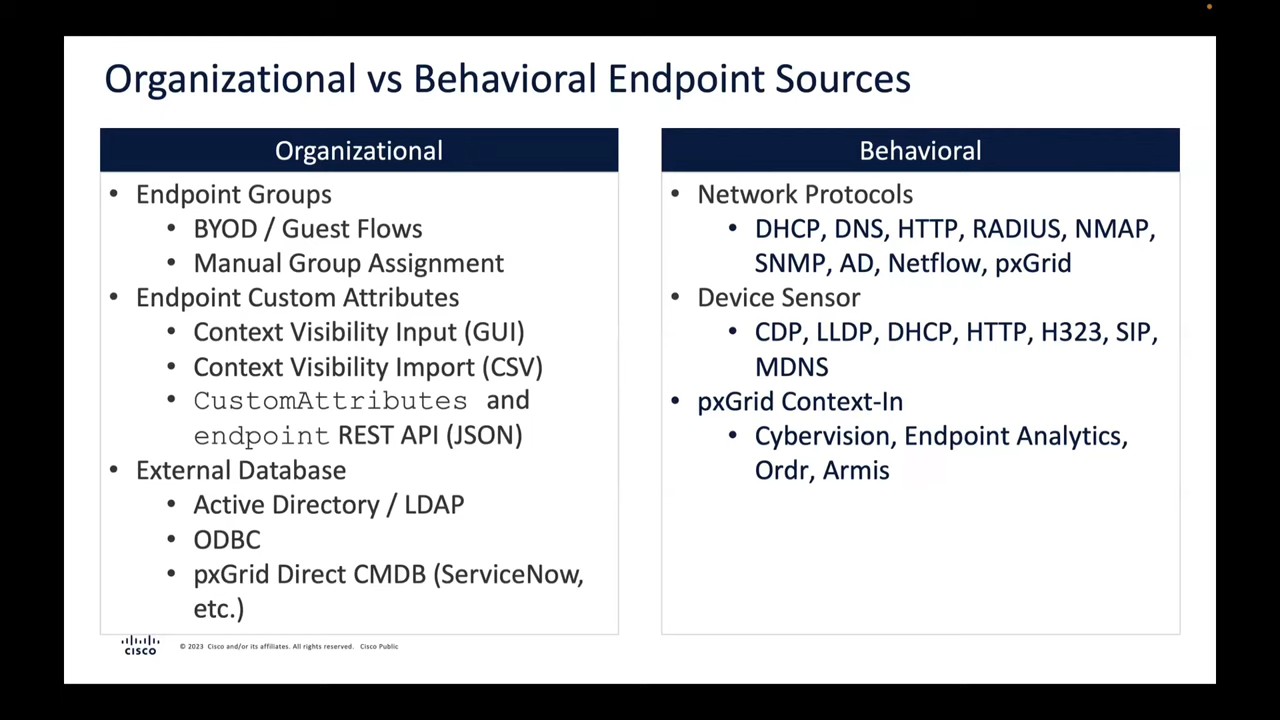 Organizational vs Behavioral Endpoint Sources
Organizational
• Endpoint Groups
• BYOD / Guest Flows
• Manual Group Assignment
• Endpoint Custom Attributes
• Context Visibility Input (GUI)
• Context Visibility Import (CSV)
• CustomAttributes and
endpoint REST API (JSON)
• External Database
• Active Directory / LDAP
• ODBC
• pxGrid Direct CMDB (ServiceNow,
etc.)
Behavioral
• Network Protocols
• DHCP, DNS, HTTP, RADIUS, NMAP,
SNMP, AD, Netflow, pxGrid
• Device Sensor
• CDP, LLDP, DHCP, HTTP, H323, SIP,
MDNS
• pxGrid Context-In
• Cybervision, Endpoint Analytics,
Ordr, Armis
CISCO
© 2023 Cisco and/or its affiliates. All rights reserved. Cisco Public